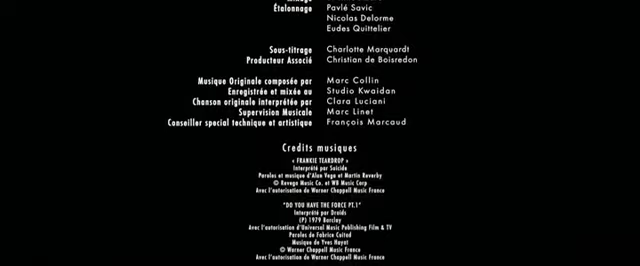 Étalonnage Pavlé Savic
Nicolas Delorme
Eudes Quittelier
Sous-titrage Charlotte Marquardt
Producteur Associé Christian de Boisredon
Musique Originale composée par Marc Collin
Enregistrée et mixée au Studio Kwaidan
Chanson originale interprétée par Clara Luciani
Supervision Musicale Marc Linet
Conseiller special technique et artistique François Marcaud
Credits musiques
« FRANKIE TEARDROP »
Interprété par Suicide
Paroles et musique d'Alan Vega et Martin Reverby
© Revega Music Co. et WB Music Corp
Avec l'autorisation de Warner Chappell Music France
"DO YOU HAVE THE FORCE PT.1"
Interprété par Droids
(P) 1979 Barclay
Avec l'autorisation d'Universal Music Publishing Film & TV
Paroles de Fabrice Cuitad
Musique de Yves Hayat
© Warner Chappell Music France
Avec l'autorisation de Warner Chappell Music France